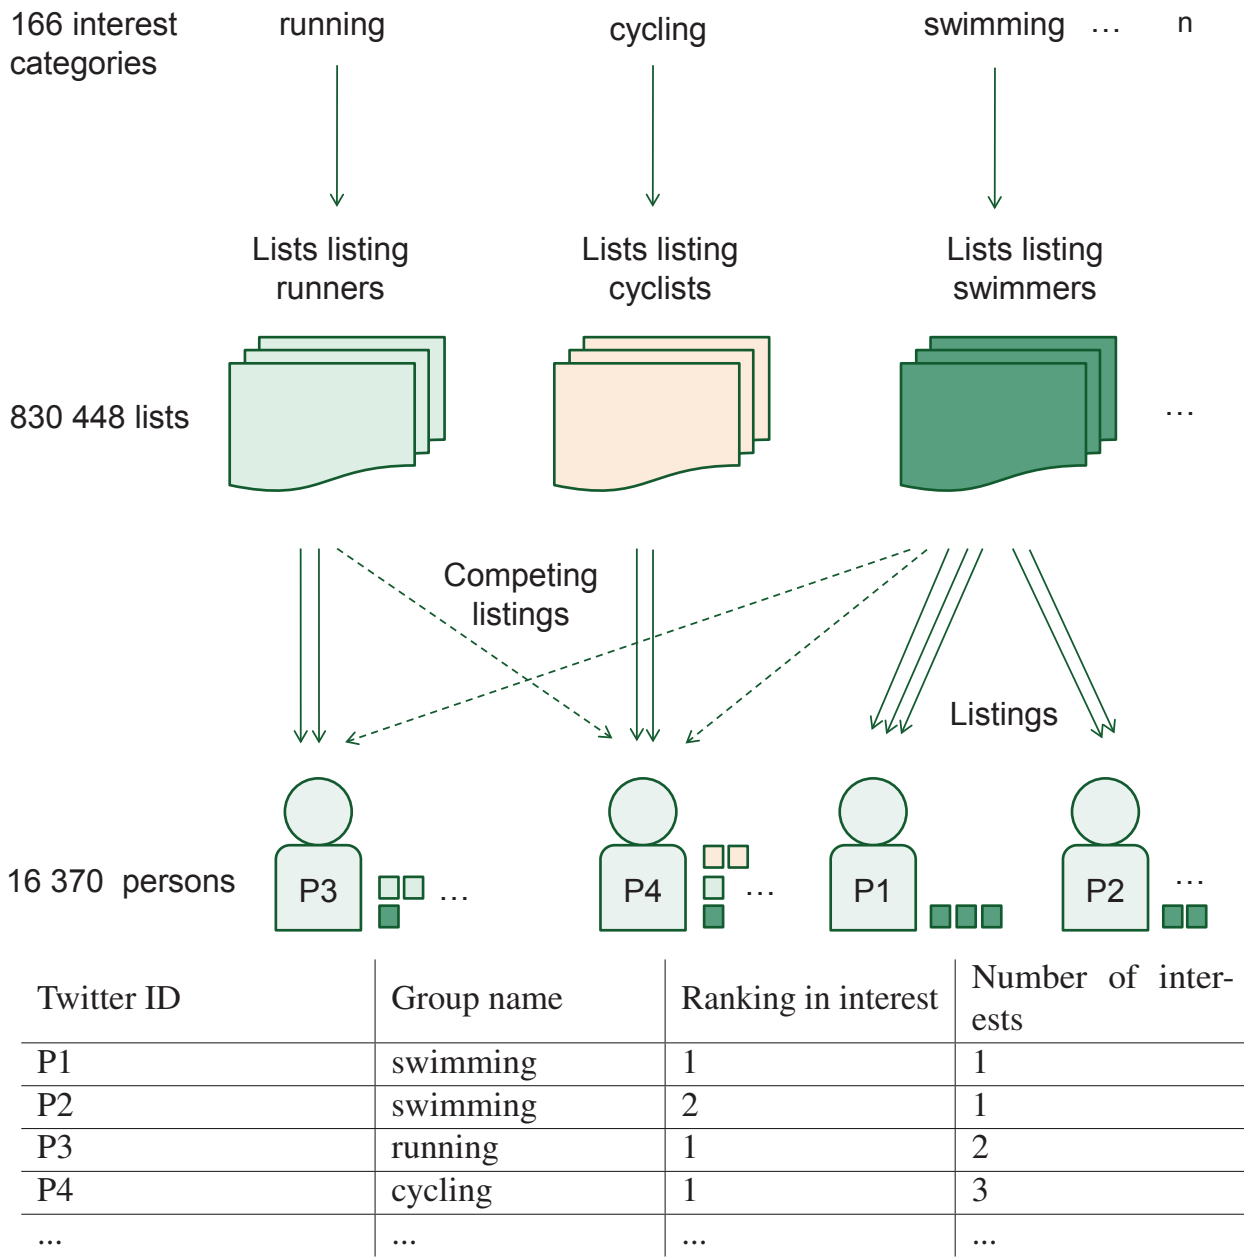 166 interest categories
running
cycling
swimming … n
Lists listing runners
Lists listing cyclists
Lists listing swimmers
830 448 lists
…
Competing listings
Listings
16 370 persons
P3
…
P4
…
P1
P2
…
Twitter ID Group name Ranking in interest Number of inter-
ests
P1 swimming 1 1
P2 swimming 2 1
P3 running 1 2
P4 cycling 1 3
... ... ... ...